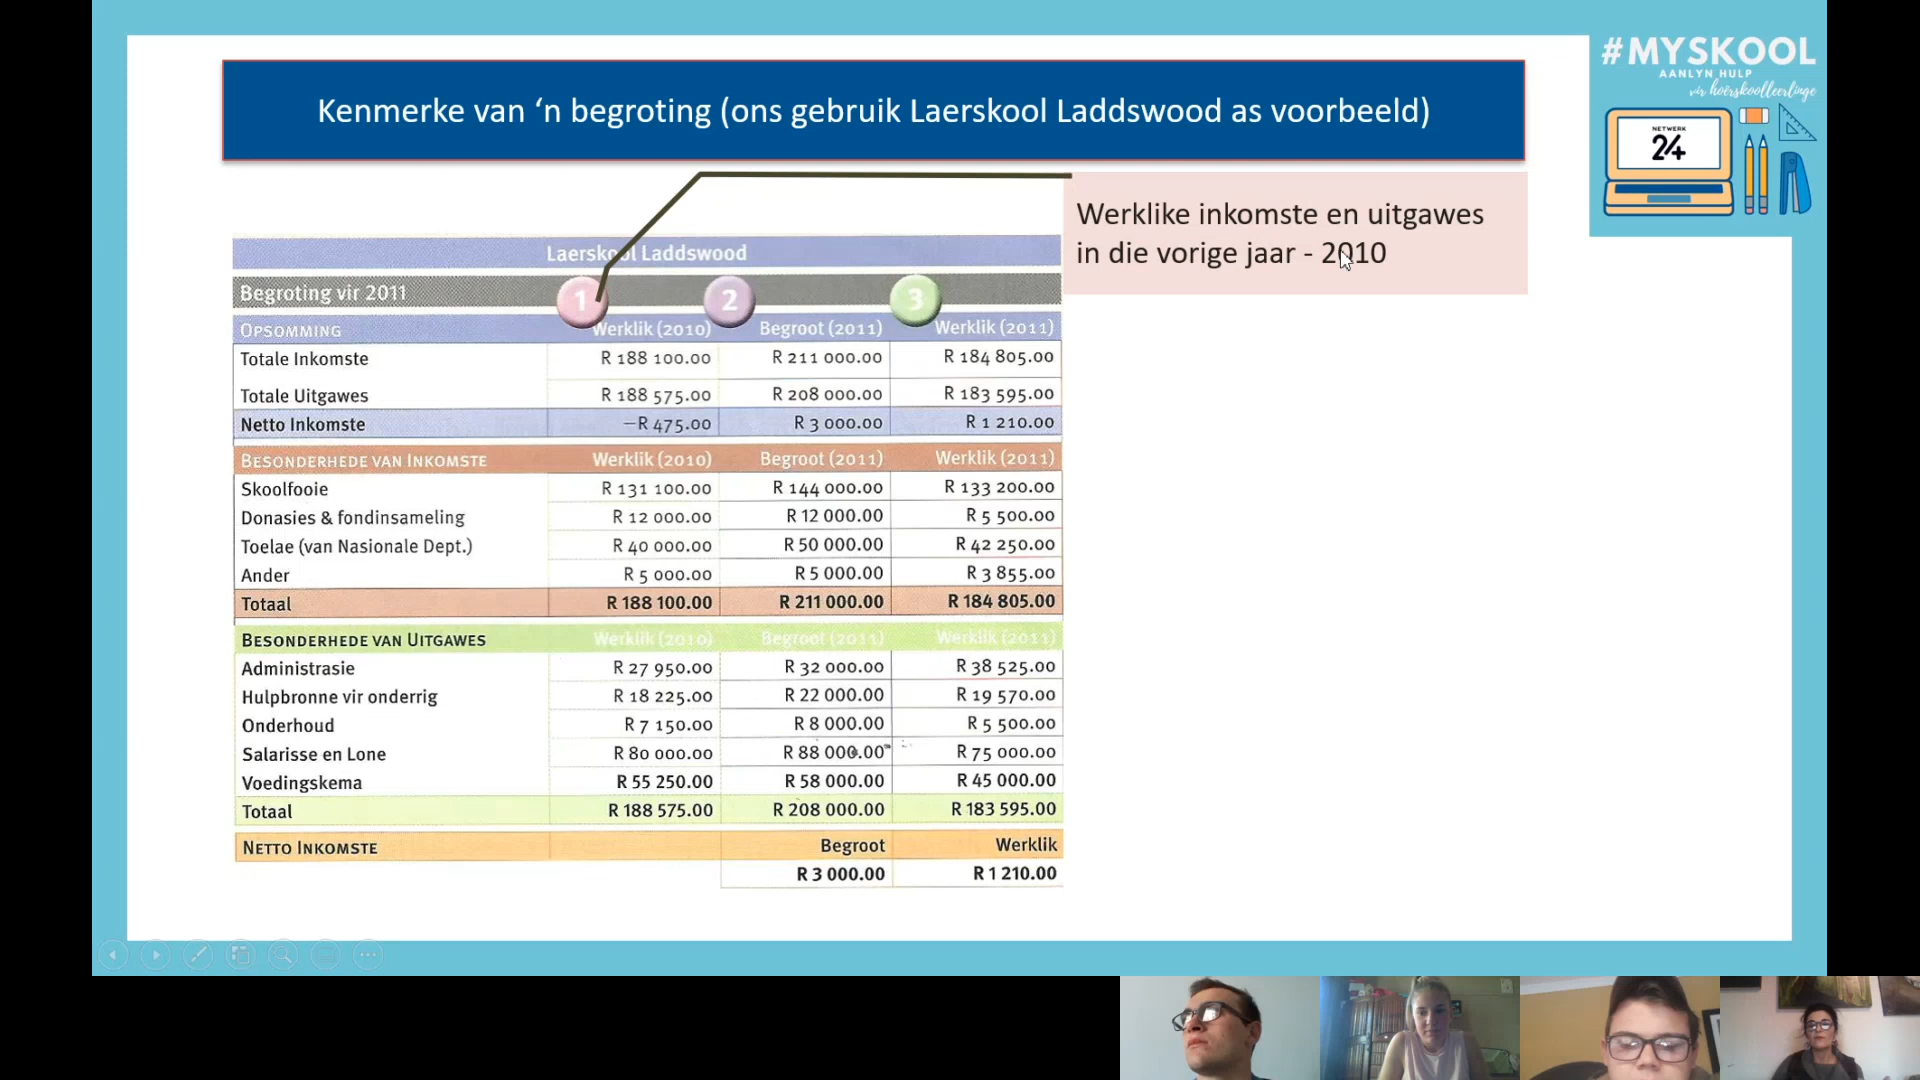 Kenmerke van ‘n begroting (ons gebruik Laerskool Laddswood as voorbeeld)
#MYSKOOL
AANLYN HULP
vir hoërskoolleerlinge
NETWERK
24
Werklike inkomste en uitgawes
in die vorige jaar - 2010
Laerskool Laddswood
Begroting vir 2011
1 2 3
OPSOMMING Werklik (2010) Begroot (2011) Werklik (2011)
Totale Inkomste R 188 100.00 R 211 000.00 R 184 805.00
Totale Uitgawes R 188 575.00 R 208 000.00 R 183 595.00
Netto Inkomste –R 475.00 R 3 000.00 R 1 210.00
BESONDERHEDE VAN INKOMSTE Werklik (2010) Begroot (2011) Werklik (2011)
Skoolfooie R 131 100.00 R 144 000.00 R 133 200.00
Donasies & fondinsameling R 12 000.00 R 12 000.00 R 5 500.00
Toelae (van Nasionale Dept.) R 40 000.00 R 50 000.00 R 42 250.00
Ander R 5 000.00 R 5 000.00 R 3 855.00
Totaal R 188 100.00 R 211 000.00 R 184 805.00
BESONDERHEDE VAN UITGAWES Werklik (2010) Begroot (2011) Werklik (2011)
Administrasie R 27 950.00 R 32 000.00 R 38 525.00
Hulpbronne vir onderrig R 18 225.00 R 22 000.00 R 19 570.00
Onderhoud R 7 150.00 R 8 000.00 R 5 500.00
Salarisse en Lone R 80 000.00 R 88 000.00 R 75 000.00
Voedingskema R 55 250.00 R 58 000.00 R 45 000.00
Totaal R 188 575.00 R 208 000.00 R 183 595.00
NETTO INKOMSTE Begroot Werklik
R 3 000.00 R 1 210.00